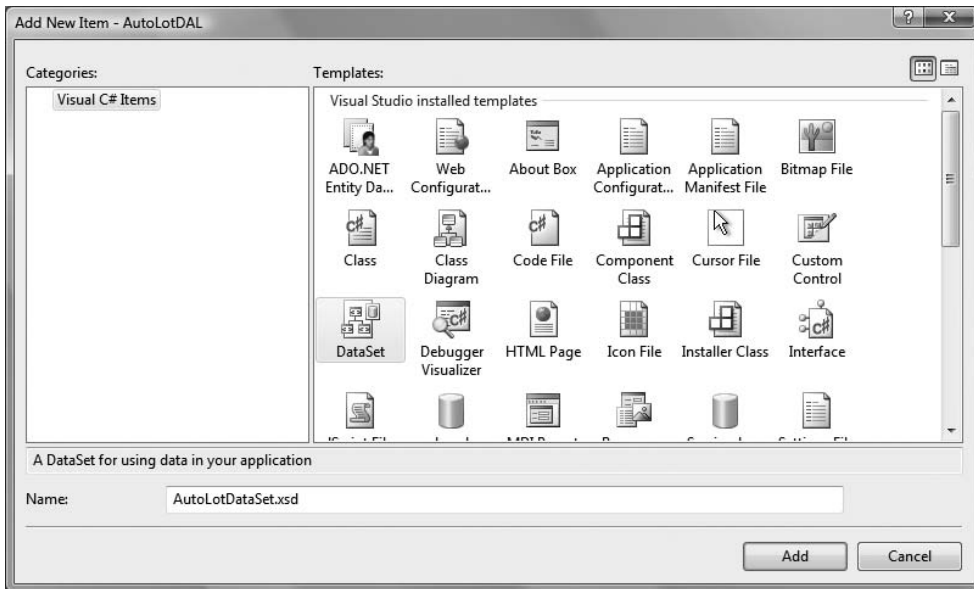 Add New Item - AutoLotDAL
Categories:
Templates:
Visual C# Items
Visual Studio installed templates
ADO.NET
Entity Da...
Web
Configurat...
About Box
Application
Configurat...
Application
Manifest File
Bitmap File
Class
Class
Diagram
Code File
Component
Class
Cursor File
Custom
Control
DataSet
Debugger
Visualizer
HTML Page
Icon File
Installer Class
Interface
A DataSet for using data in your application
Name:
AutoLotDataSet.xsd
Add
Cancel